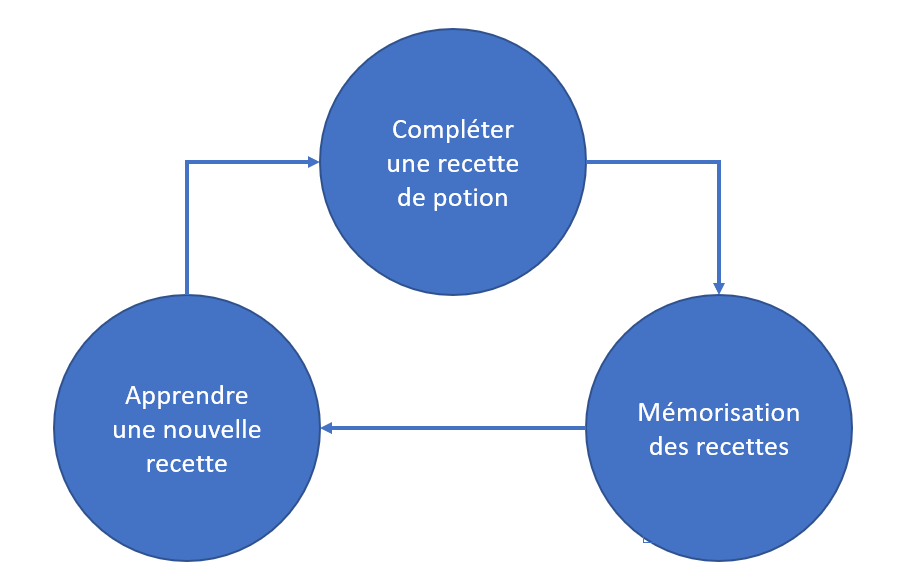 Compléter
une recette
de potion
Apprendre
une nouvelle
recette
Mémorisation
des recettes